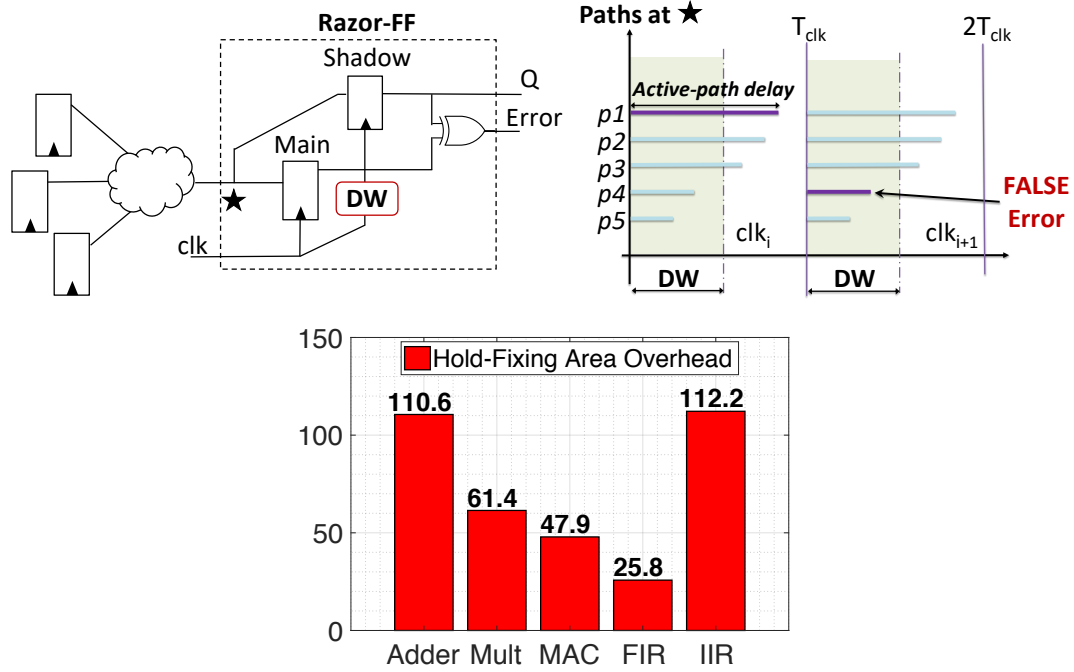 Razor-FF
Shadow
Main
DW
clk
Q
Error
Paths at ★
T_clk
2T_clk
Active-path delay
p1
p2
p3
p4
p5
clk_i
clk_{i+1}
FALSE
Error
DW
DW
150
100
50
0
Hold-Fixing Area Overhead
110.6
61.4
47.9
25.8
112.2
Adder Mult MAC FIR IIR